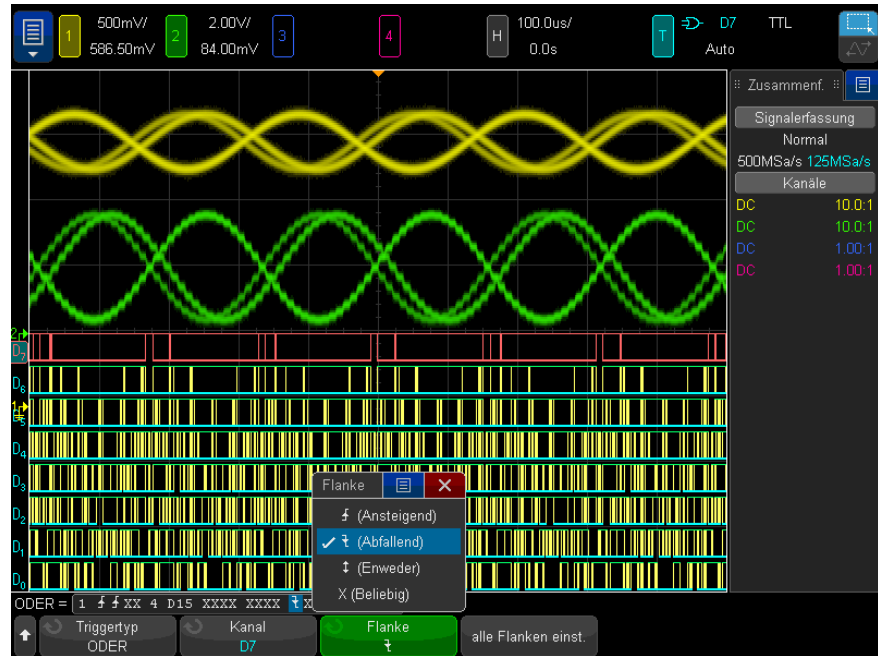 1 500mV/ 586.50mV 2 2.00V/ 84.00mV 3 4 H 100.0us/ 0.0s T D7 TTL Auto
Zusammenf.
Signalerfassung
Normal
500MSa/s 125MSa/s
Kanäle
DC 10.0:1
DC 10.0:1
DC 1.00:1
DC 1.00:1
2
D7
D6
1
D5
D4
D3
D2
D1
D0
Flanke
(Ansteigend)
(Abfallend)
(Enweder)
X (Beliebig)
ODER = 1 XX 4 D15 XXXX XXXX
Triggertyp
ODER
Kanal
D7
Flanke
alle Flanken einst.